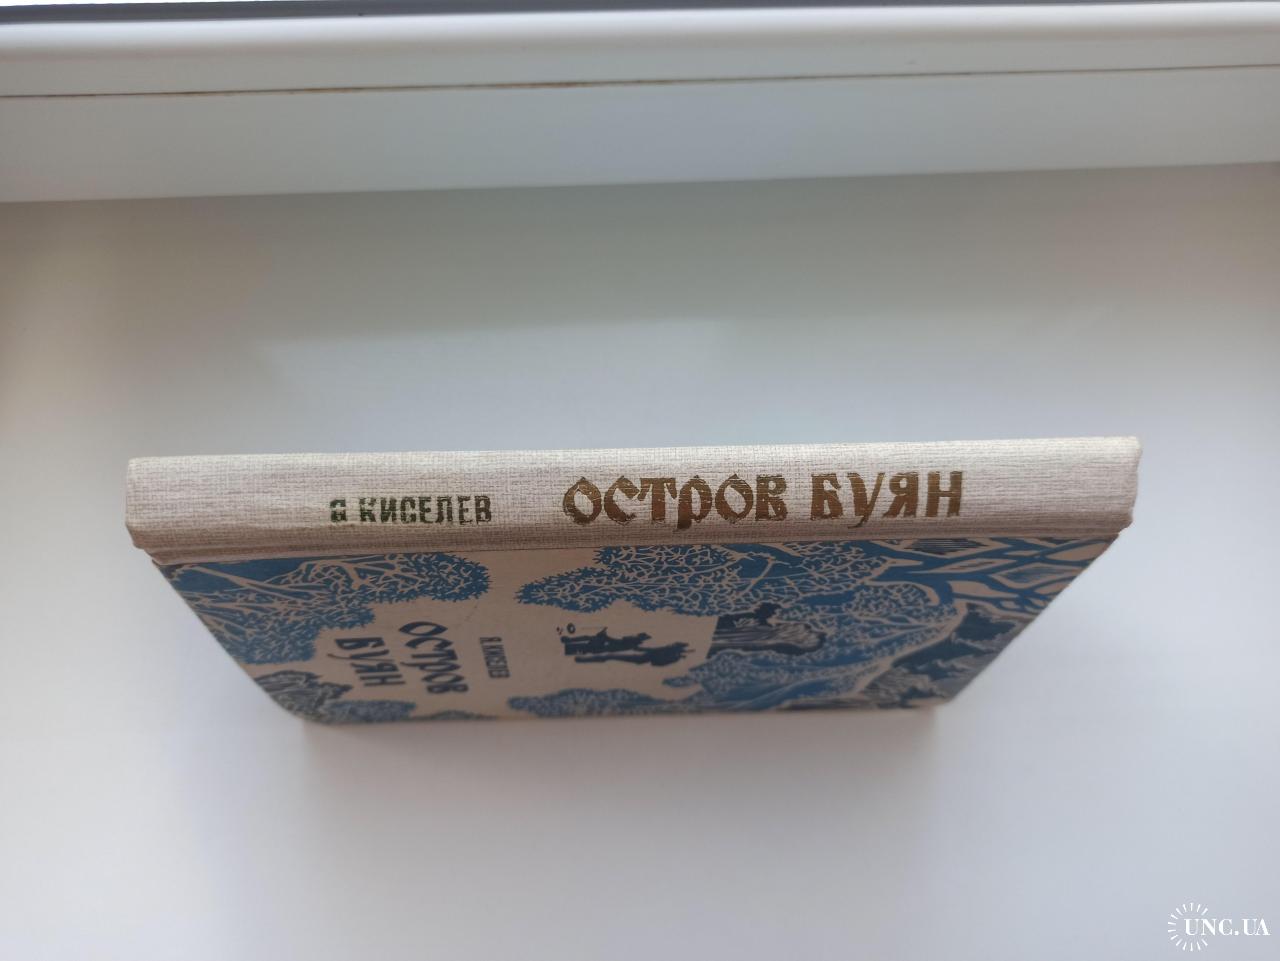 Я. КИСЕЛЕВ ОСТРОВ БУЯН
Я. КИСЕЛЕВ
ОСТРОВ
БУЯН
UNC.UA